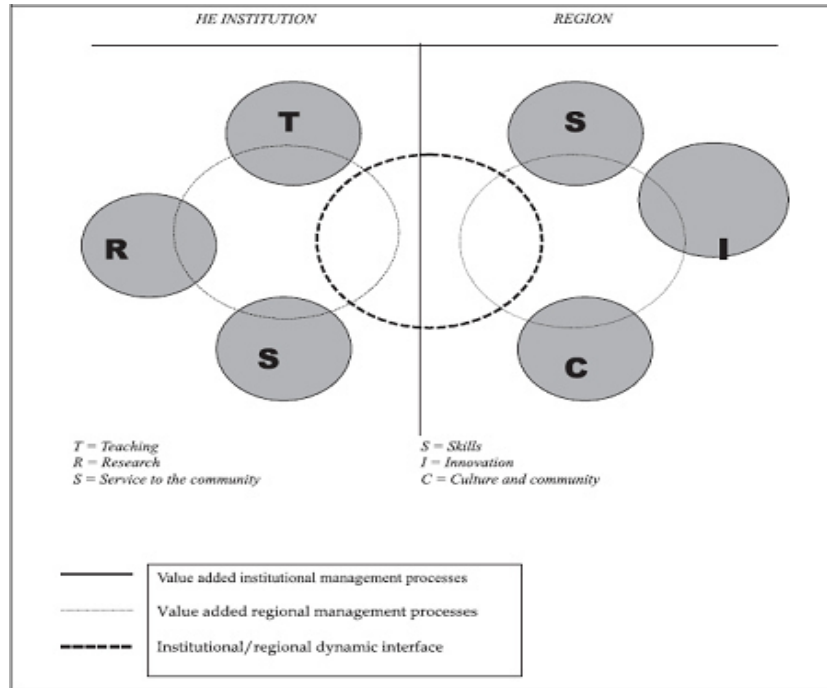 HE INSTITUTION
REGION
T
S
R
I
S
C
T = Teaching
R = Research
S = Service to the community
S = Skills
I = Innovation
C = Culture and community
Value added institutional management processes
Value added regional management processes
Institutional/regional dynamic interface